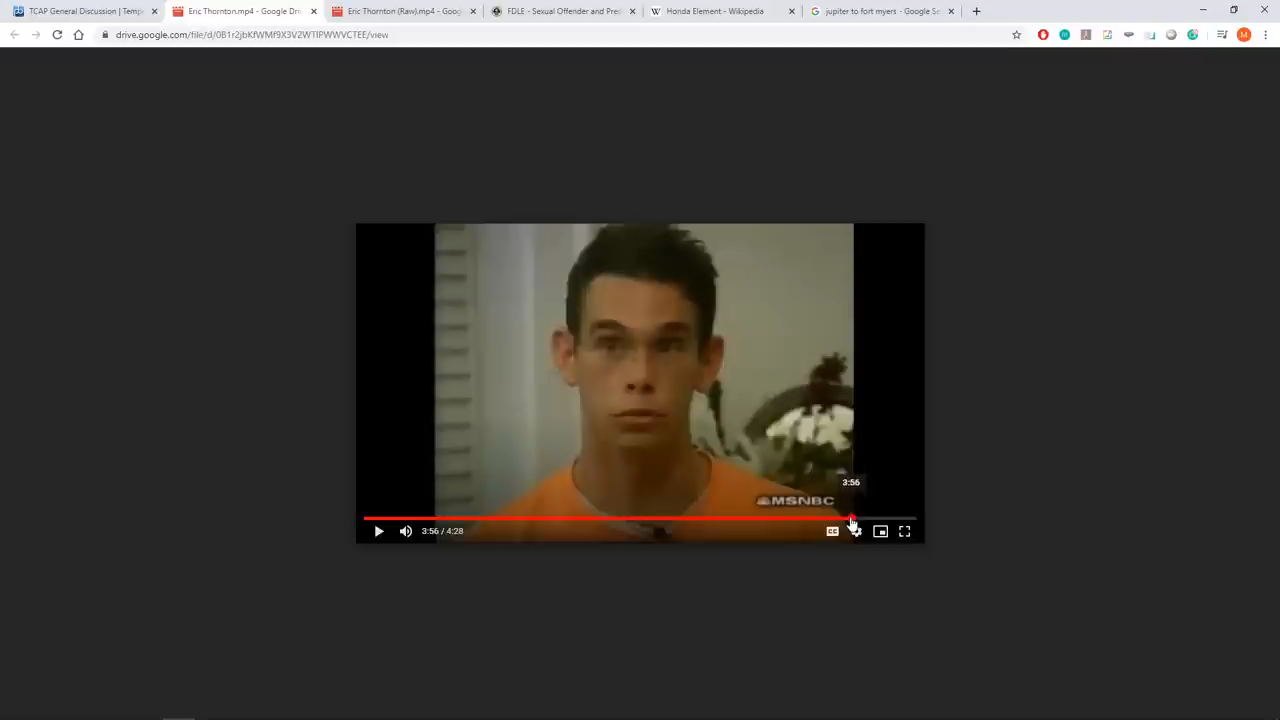 TCAP General Discussion | Temp
Eric Thornton.mp4 - Google Dri
Eric Thornton (Raw).mp4 - Goog
FDLE - Sexual Offender and Pred
Honda Element - Wikipedia
jupiter to fort myers - Google Se
drive.google.com/file/d/0B1r2jbKfWMf9X3V2WTlPWWVCTEE/view
M
3:56
MSNBC
3:56 / 4:28
CC